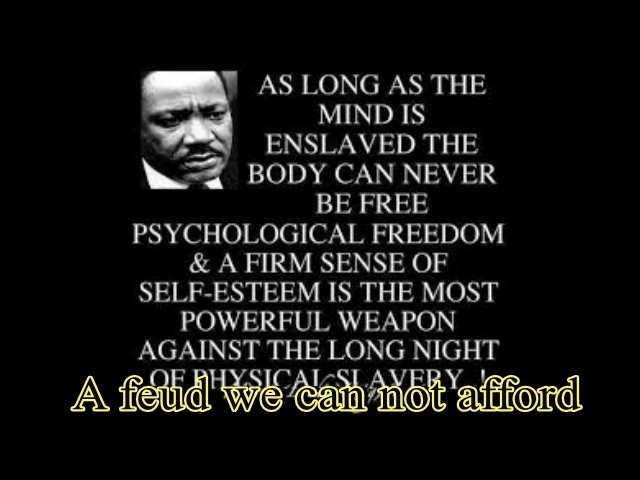 AS LONG AS THE
MIND IS
ENSLAVED THE
BODY CAN NEVER
BE FREE
PSYCHOLOGICAL FREEDOM
& A FIRM SENSE OF
SELF-ESTEEM IS THE MOST
POWERFUL WEAPON
AGAINST THE LONG NIGHT
OF PHYSICAL SLAVERY !
A feud we can not afford